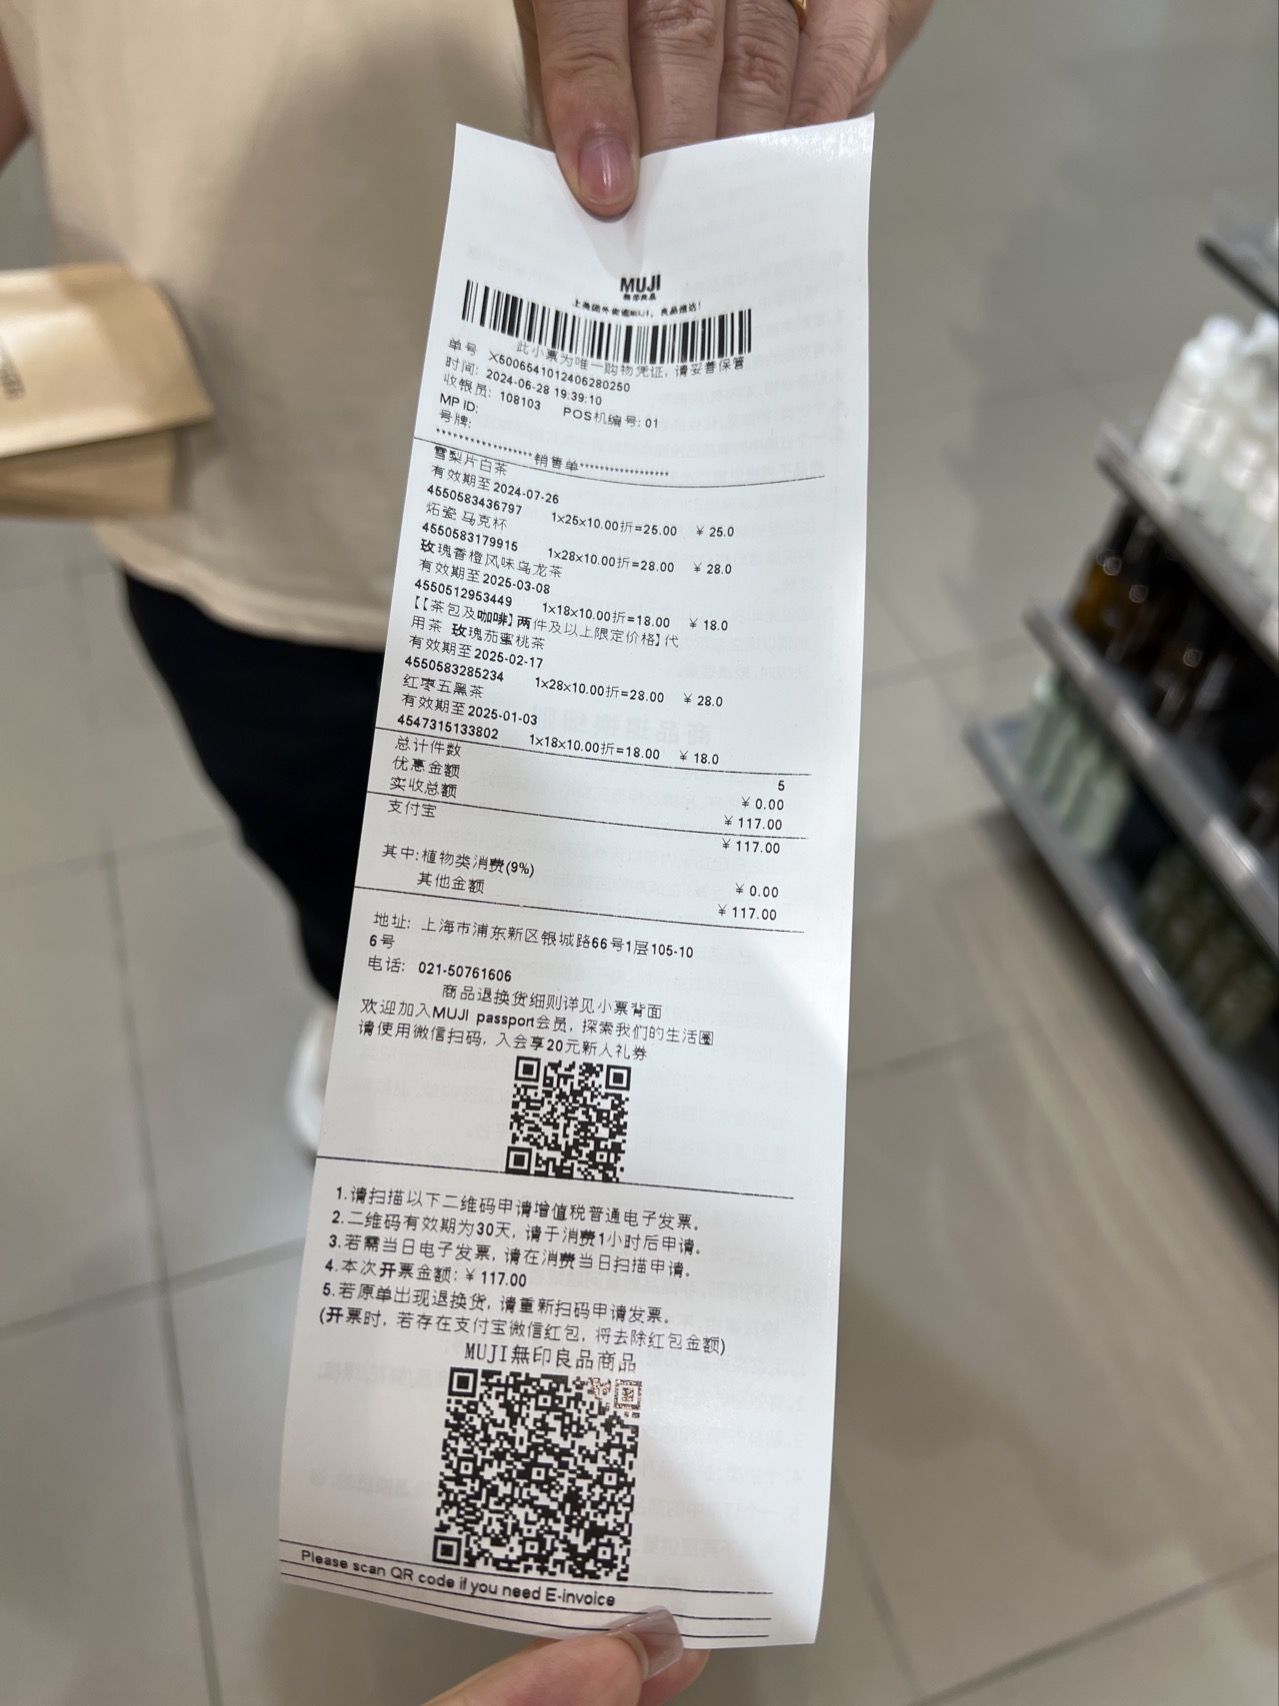 MUJI
無印良品
上美团外卖逛MUJI，良品速达！
此小票为唯一购物凭证，请妥善保管
单号 X5006541012406280250
时间: 2024-06-28 19:39:10
收银员: 108103 POS机编号: 01
MP ID:
号牌:
******************销售单******************
雪梨片白茶
有效期至2024-07-26
4550583436797 1x25x10.00折=25.00 ¥ 25.0
炻瓷 马克杯
4550583179915 1x28x10.00折=28.00 ¥ 28.0
玫瑰香橙风味乌龙茶
有效期至2025-03-08
4550512953449 1x18x10.00折=18.00 ¥ 18.0
【[茶包及咖啡] 两件及以上限定价格】代
用茶 玫瑰茄蜜桃茶
有效期至2025-02-17
4550583285234 1x28x10.00折=28.00 ¥ 28.0
红枣五黑茶
有效期至2025-01-03
4547315133802 1x18x10.00折=18.00 ¥ 18.0
总计件数 5
优惠金额 ¥ 0.00
实收总额 ¥ 117.00
支付宝 ¥ 117.00
其中: 植物类消费(9%) ¥ 0.00
其他金额 ¥ 117.00
地址: 上海市浦东新区银城路66号1层105-10
6号
电话: 021-50761606
商品退换货细则详见小票背面
欢迎加入MUJI passport会员，探索我们的生活圈
请使用微信扫码，入会享20元新人礼券
1.请扫描以下二维码申请增值税普通电子发票。
2.二维码有效期为30天，请于消费1小时后申请。
3.若需当日电子发票，请在消费当日扫描申请。
4.本次开票金额: ¥ 117.00
5.若原单出现退换货，请重新扫码申请发票。
(开票时，若存在支付宝微信红包，将去除红包金额)
MUJI無印良品商品
Please scan QR code if you need E-invoice